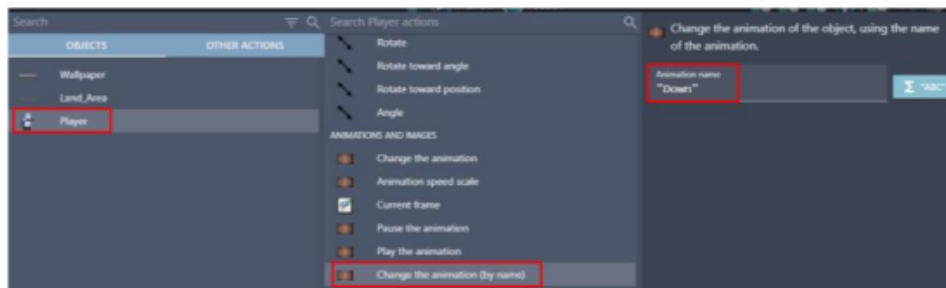 Search
OBJECTS
OTHER ACTIONS
Wallpaper
Land_Area
Player
Search Player actions
Rotate
Rotate toward angle
Rotate toward position
Angle
ANIMATIONS AND IMAGES
Change the animation
Animation speed scale
Current frame
Pause the animation
Play the animation
Change the animation (by name)
Change the animation of the object, using the name
of the animation.
Animation name
"Down"
Σ "ABC"